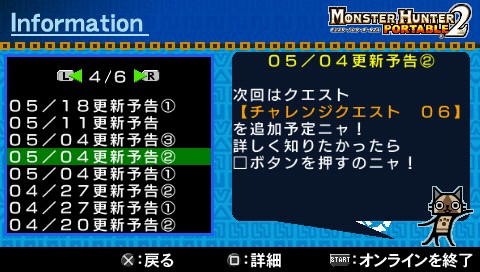 Information
MONSTER HUNTER
PORTABLE 2
L 4/6 R
05/18更新予告①
05/11更新予告
05/04更新予告③
05/04更新予告②
05/04更新予告①
04/27更新予告②
04/27更新予告①
04/20更新予告②
05/04更新予告②
次回はクエスト
【チャレンジクエスト 06】
を追加予定ニャ!
詳しく知りたかったら
□ボタンを押すのニャ!
×:戻る
□:詳細
START:オンラインを終了